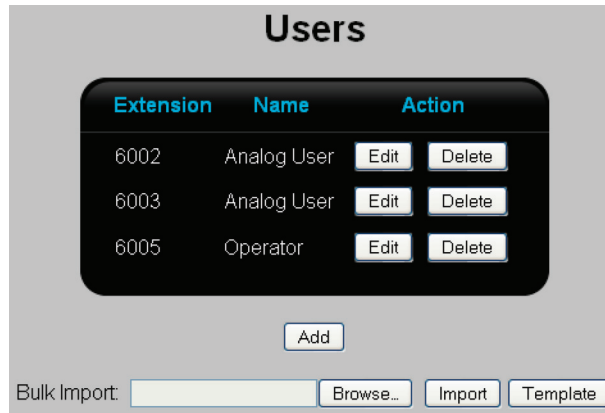 Users
Extension Name Action
6002 Analog User Edit Delete
6003 Analog User Edit Delete
6005 Operator Edit Delete
Add
Bulk Import: Browse... Import Template